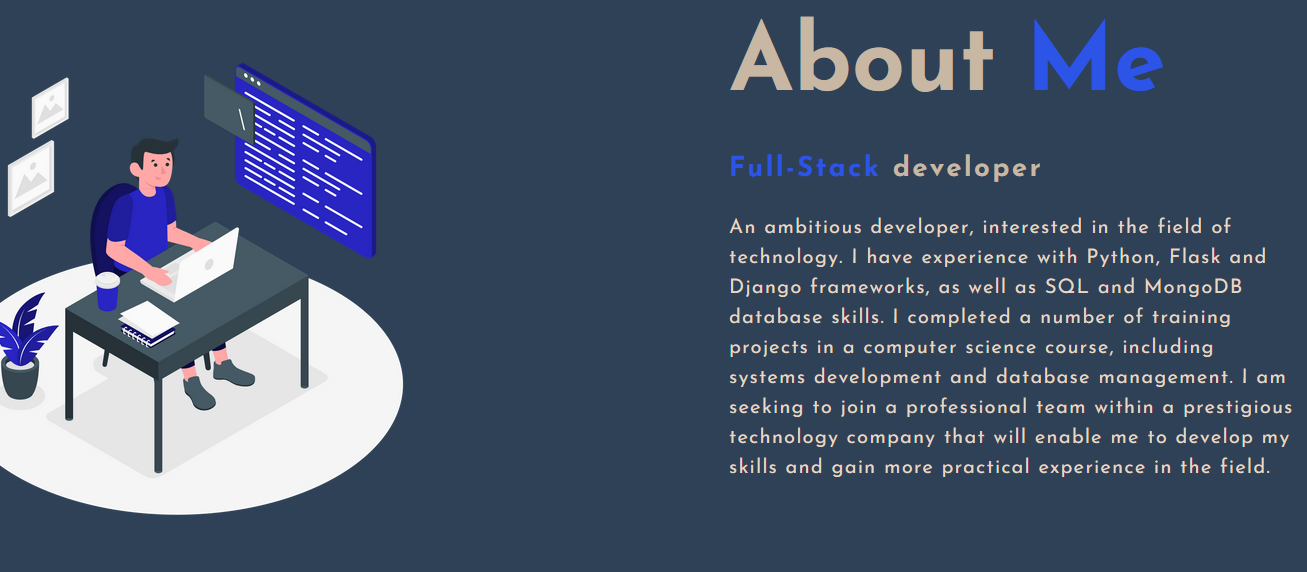 About Me
Full-Stack developer
An ambitious developer, interested in the field of
technology. I have experience with Python, Flask and
Django frameworks, as well as SQL and MongoDB
database skills. I completed a number of training
projects in a computer science course, including
systems development and database management. I am
seeking to join a professional team within a prestigious
technology company that will enable me to develop my
skills and gain more practical experience in the field.